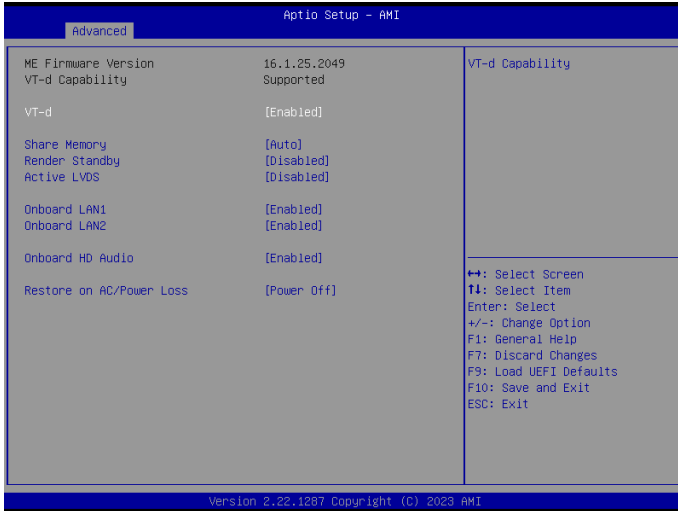 Aptio Setup - AMI
Advanced
ME Firmware Version 16.1.25.2049
VT-d Capability Supported
VT-d [Enabled]
Share Memory [Auto]
Render Standby [Disabled]
Active LVDS [Disabled]
Onboard LAN1 [Enabled]
Onboard LAN2 [Enabled]
Onboard HD Audio [Enabled]
Restore on AC/Power Loss [Power Off]
VT-d Capability
↔: Select Screen
↑↓: Select Item
Enter: Select
+/-: Change Option
F1: General Help
F7: Discard Changes
F9: Load UEFI Defaults
F10: Save and Exit
ESC: Exit
Version 2.22.1287 Copyright (C) 2023 AMI